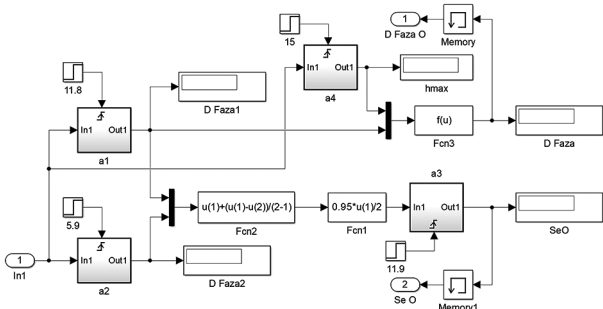 15
1
D Faza O
Memory
In1 Out1
a4
hmax
11.8
D Faza1
In1 Out1
a1
f(u)
Fcn3
D Faza
a3
5.9
u(1)+(u(1)-u(2))/(2-1)
Fcn2
0.95*u(1)/2
Fcn1
In1 Out1
SeO
1
In1
In1 Out1
a2
D Faza2
11.9
2
Se O
Memory1